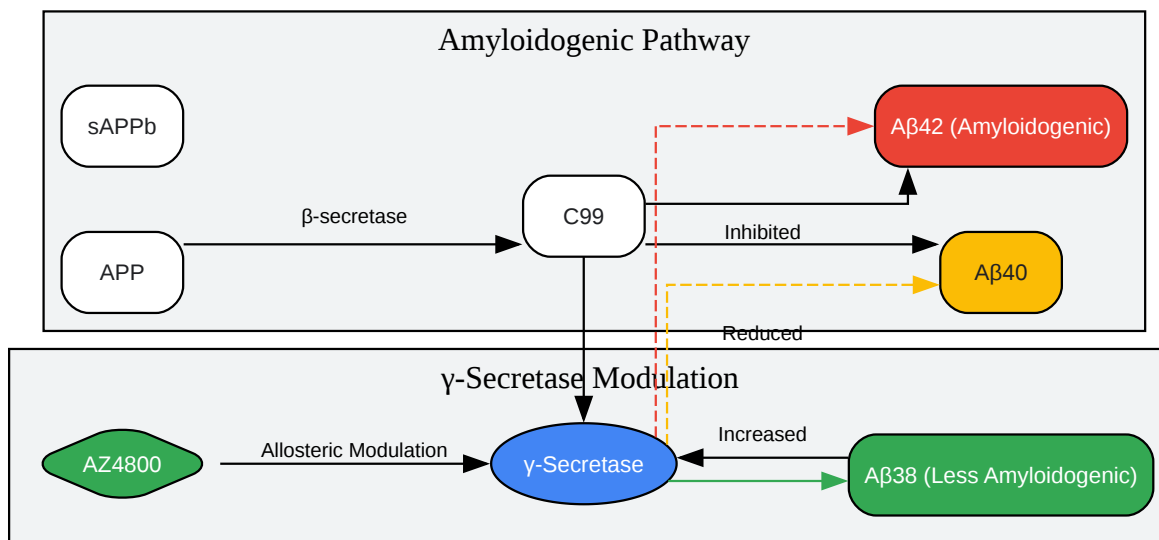 Amyloidogenic Pathway
sAPPb
Aβ42 (Amyloidogenic)
β-secretase
C99
Inhibited
APP
Aβ40
Reduced
γ-Secretase Modulation
AZ4800
Allosteric Modulation
γ-Secretase
Increased
Aβ38 (Less Amyloidogenic)